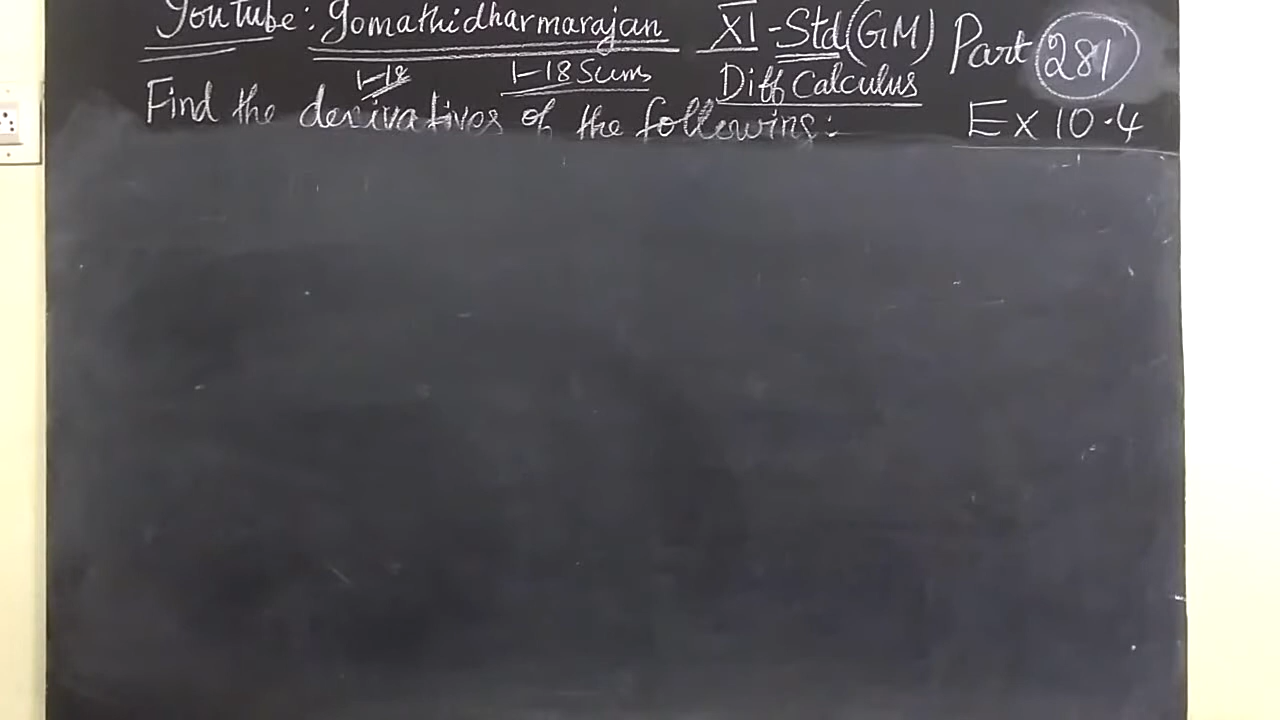 YouTube: gomathidharmarajan XI-Std(GM) Part 281
1-18 1-18 Sums Diff Calculus
Find the derivatives of the following: Ex 10.4